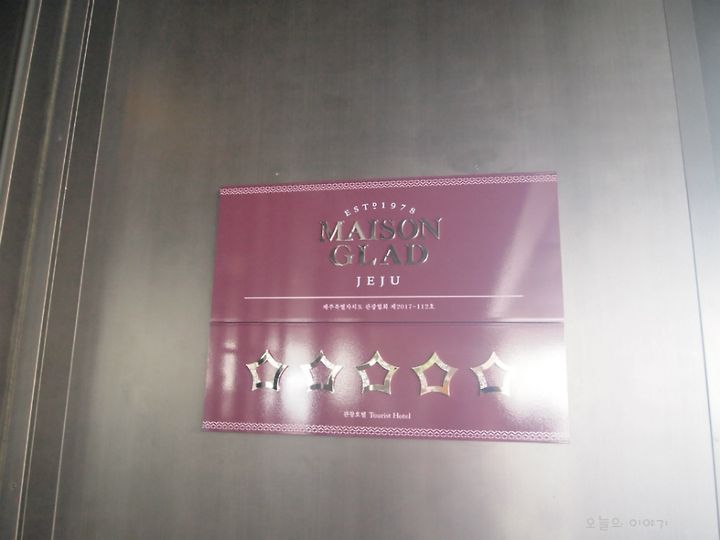 ESTD 1978
MAISON
GLAD
JEJU
제주특별자치도 관광협회 제2017-112호
관광호텔 Tourist Hotel
오늘의 이야기